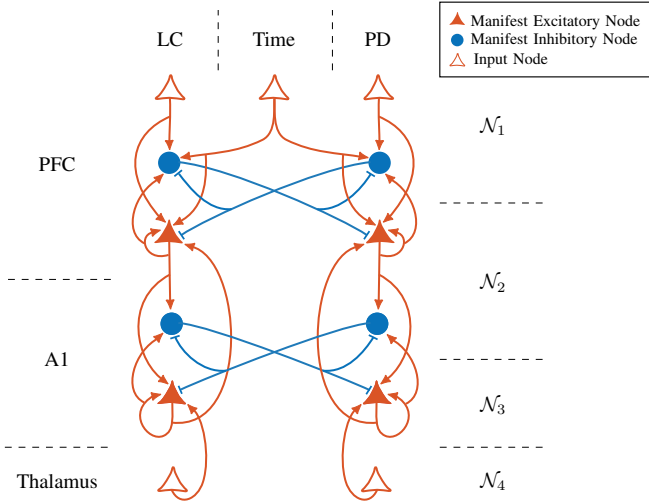 LC Time PD
Manifest Excitatory Node
Manifest Inhibitory Node
Input Node
PFC
𝒩₁
𝒩₂
A1
𝒩₃
Thalamus
𝒩₄